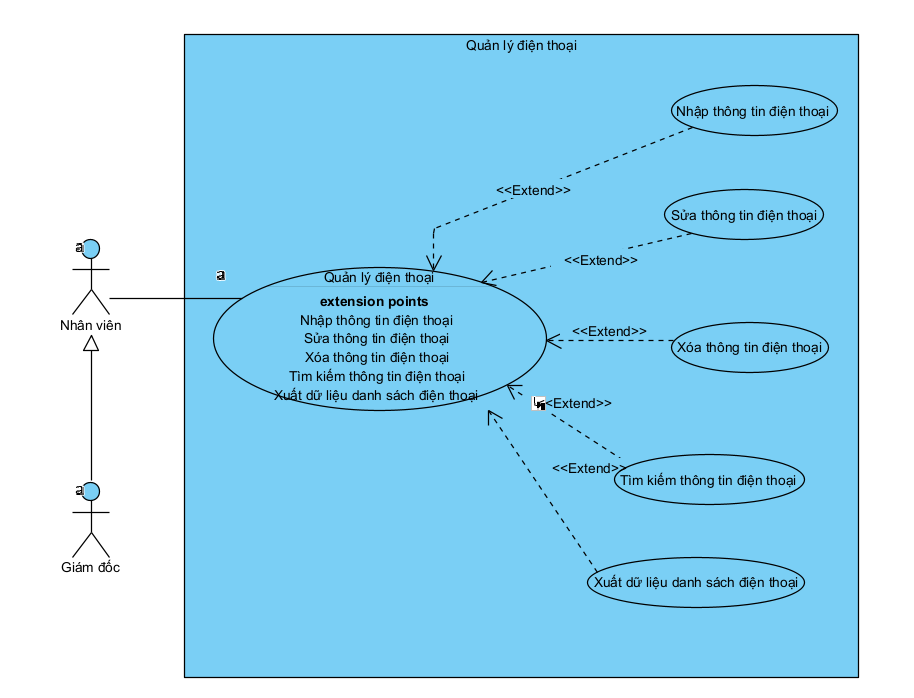 Quản lý điện thoại
Nhập thông tin điện thoại
<<Extend>>
Sửa thông tin điện thoại
<<Extend>>
a
a
Nhân viên
Quản lý điện thoại
extension points
Nhập thông tin điện thoại
Sửa thông tin điện thoại
Xóa thông tin điện thoại
Tìm kiếm thông tin điện thoại
Xuất dữ liệu danh sách điện thoại
<<Extend>>
Xóa thông tin điện thoại
<<Extend>>
<<Extend>>
Tìm kiếm thông tin điện thoại
a
Giám đốc
Xuất dữ liệu danh sách điện thoại